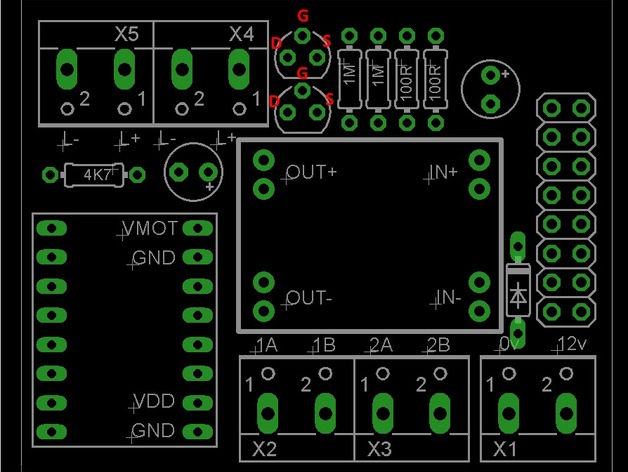 G
X5 X4 D S
2 1 2 1
G
D S
1M 1M 100R 100R
+
L- L+ L- L+
4K7
+
OUT+ IN+
VMOT
GND
OUT- IN-
1A 1B 2A 2B 0v 12v
VDD
GND
1 2 1 2 1 2
X2 X3 X1